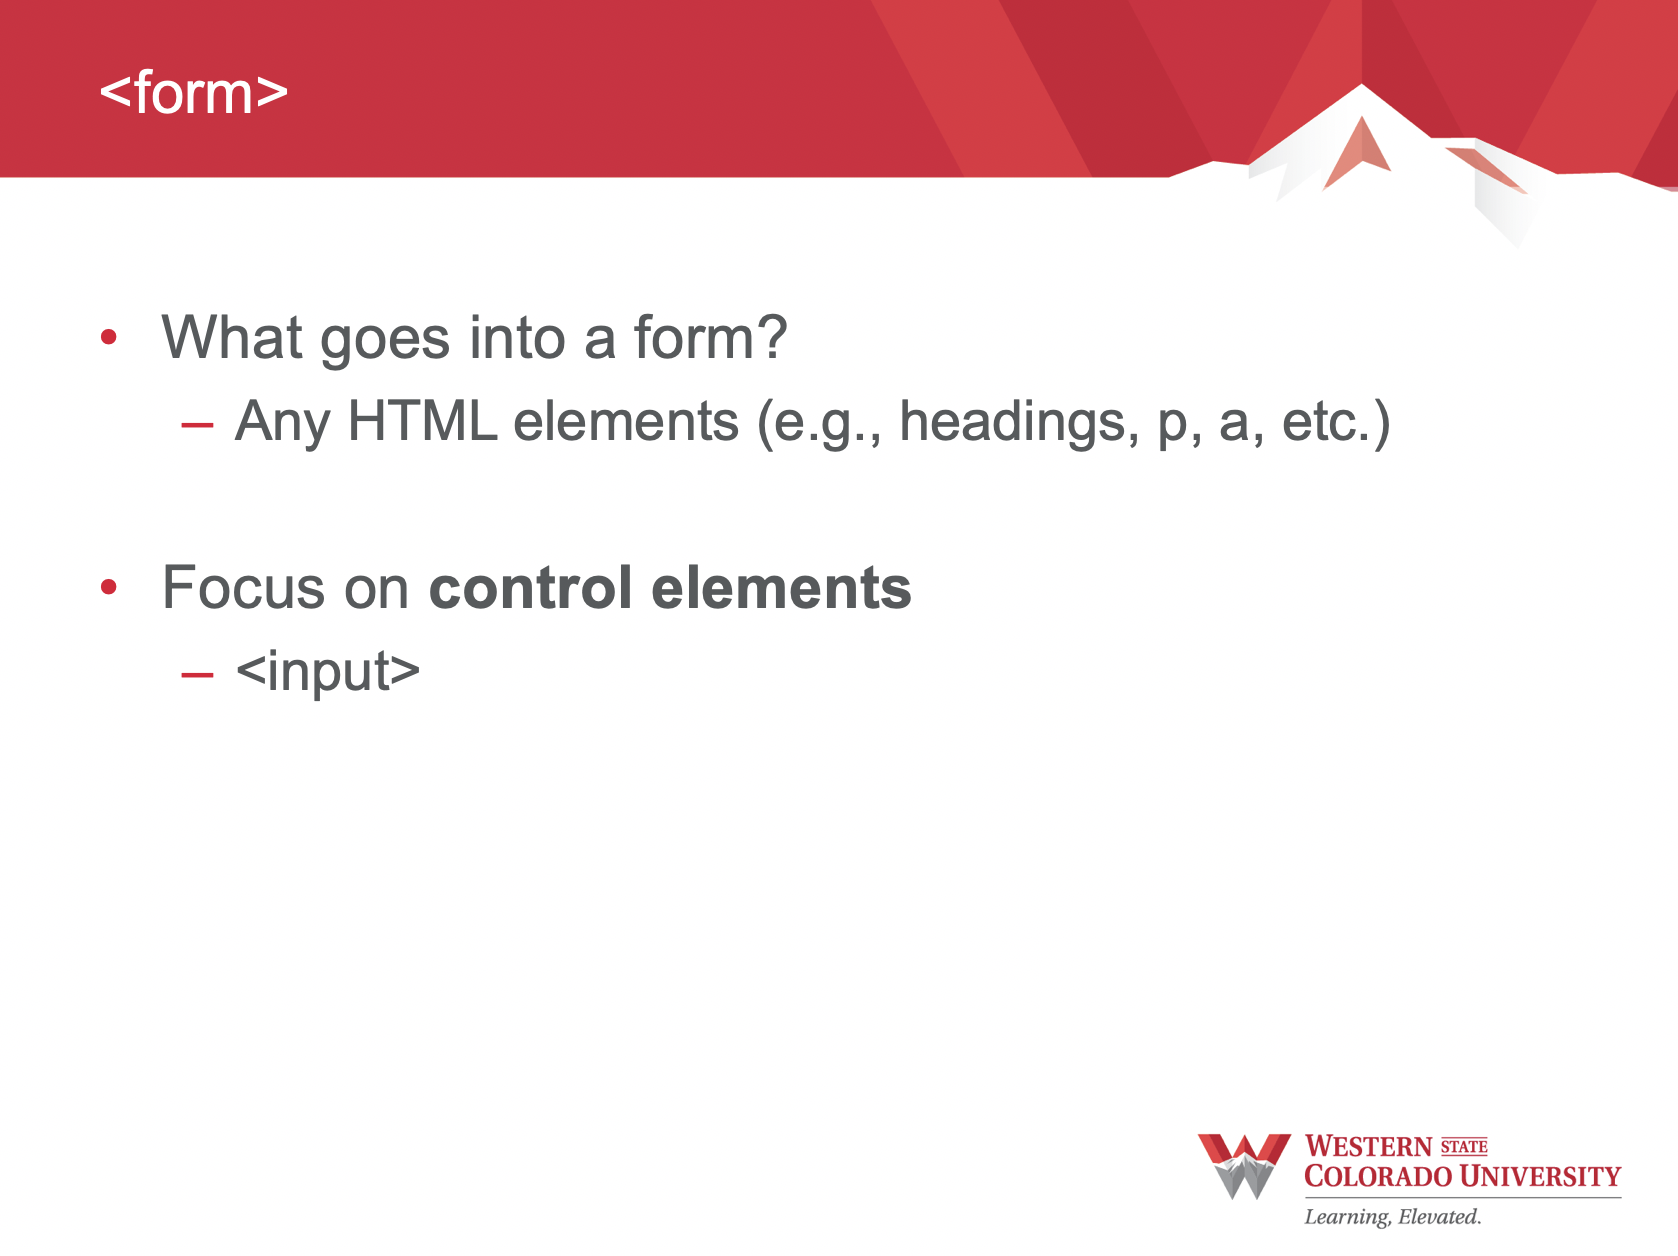 <form>
• What goes into a form?
– Any HTML elements (e.g., headings, p, a, etc.)
• Focus on control elements
– <input>
WESTERN STATE
COLORADO UNIVERSITY
Learning, Elevated.